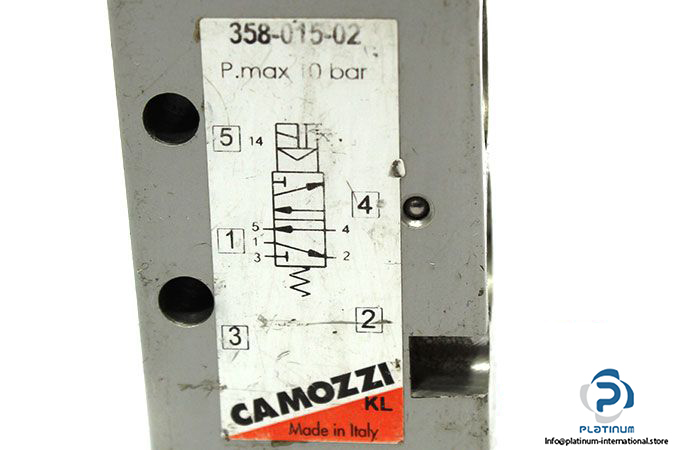 358-015-02
P.max 10 bar
5
14
4
5
4
1
1
3
2
2
3
CAMOZZI
KL
Made in Italy
PLATINUM
info@platinum-international.store